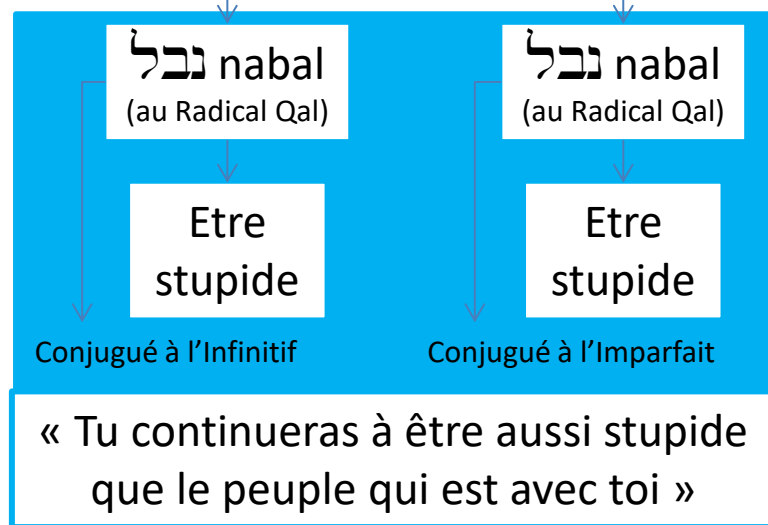 נבל nabal
(au Radical Qal)
נבל nabal
(au Radical Qal)
Etre
stupide
Etre
stupide
Conjugué à l’Infinitif
Conjugué à l’Imparfait
« Tu continueras à être aussi stupide
que le peuple qui est avec toi »